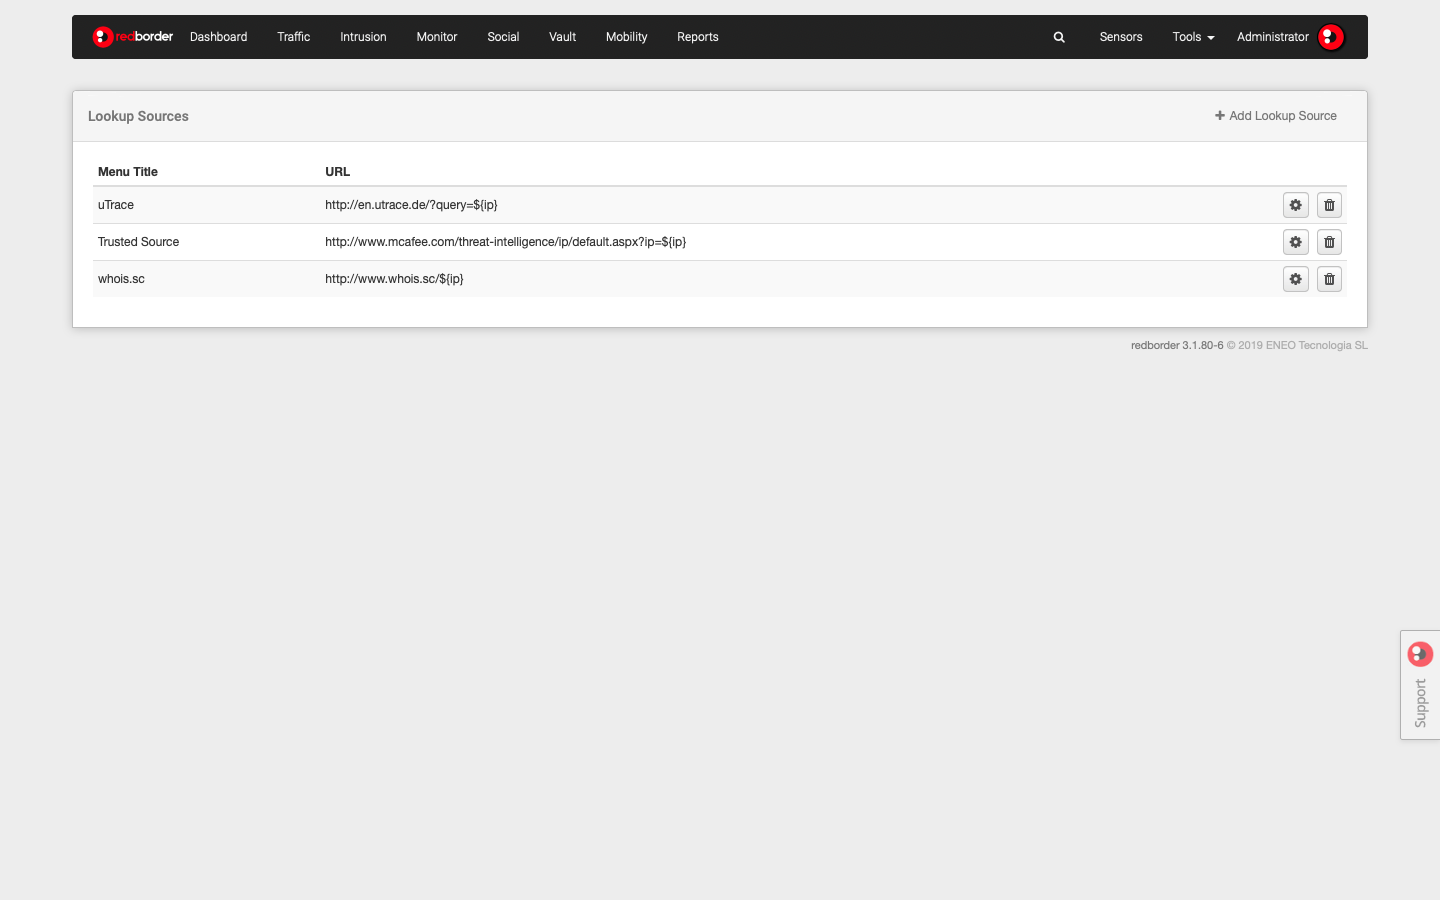 redborder Dashboard Traffic Intrusion Monitor Social Vault Mobility Reports Sensors Tools Administrator
Lookup Sources
Add Lookup Source
Menu Title URL
uTrace http://en.utrace.de/?query=${ip}
Trusted Source http://www.mcafee.com/threat-intelligence/ip/default.aspx?ip=${ip}
whois.sc http://www.whois.sc/${ip}
redborder 3.1.80-6 © 2019 ENEO Tecnologia SL
Support